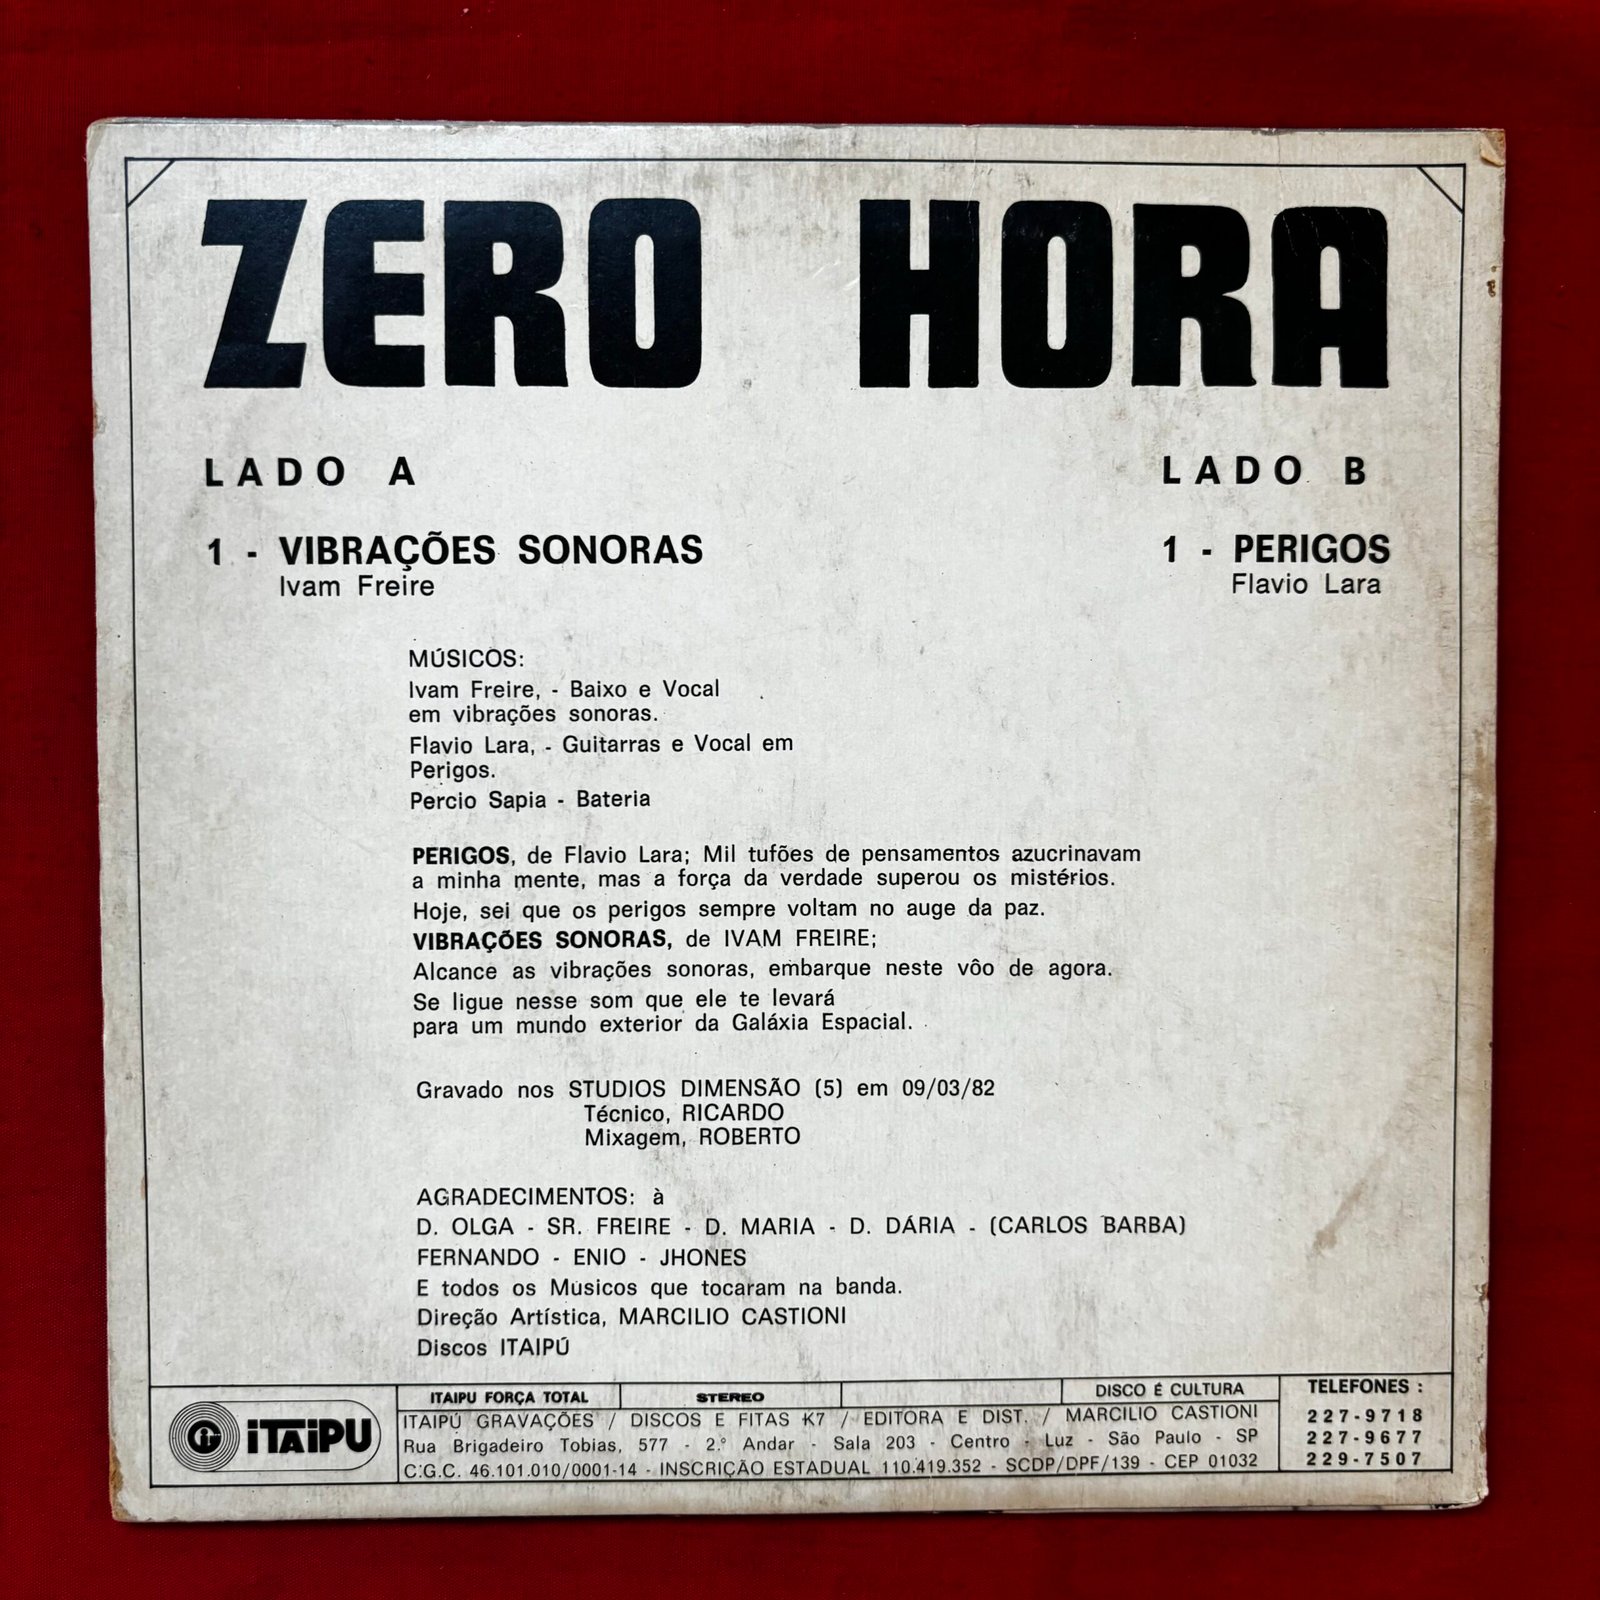 ZERO HORA
LADO A
LADO B
1 - VIBRAÇÕES SONORAS
Ivam Freire
1 - PERIGOS
Flavio Lara
MÚSICOS:
Ivam Freire, - Baixo e Vocal
em vibrações sonoras.
Flavio Lara, - Guitarras e Vocal em
Perigos.
Percio Sapia - Bateria
PERIGOS, de Flavio Lara; Mil tufões de pensamentos azucrinavam
a minha mente, mas a força da verdade superou os mistérios.
Hoje, sei que os perigos sempre voltam no auge da paz.
VIBRAÇÕES SONORAS, de IVAM FREIRE;
Alcance as vibrações sonoras, embarque neste vôo de agora.
Se ligue nesse som que ele te levará
para um mundo exterior da Galáxia Espacial.
Gravado nos STUDIOS DIMENSÃO (5) em 09/03/82
Técnico, RICARDO
Mixagem, ROBERTO
AGRADECIMENTOS: à
D. OLGA - SR. FREIRE - D. MARIA - D. DÁRIA - (CARLOS BARBA)
FERNANDO - ENIO - JHONES
E todos os Músicos que tocaram na banda.
Direção Artística, MARCILIO CASTIONI
Discos ITAIPÚ
iTAiPU
ITAIPU FORÇA TOTAL
STEREO
DISCO É CULTURA
ITAIPÚ GRAVAÇÕES / DISCOS E FITAS K7 / EDITORA E DIST. / MARCILIO CASTIONI
Rua Brigadeiro Tobias, 577 - 2.º Andar - Sala 203 - Centro - Luz - São Paulo - SP
C.G.C. 46.101.010/0001-14 - INSCRIÇÃO ESTADUAL 110.419.352 - SCDP/DPF/139 - CEP 01032
TELEFONES :
227-9718
227-9677
229-7507